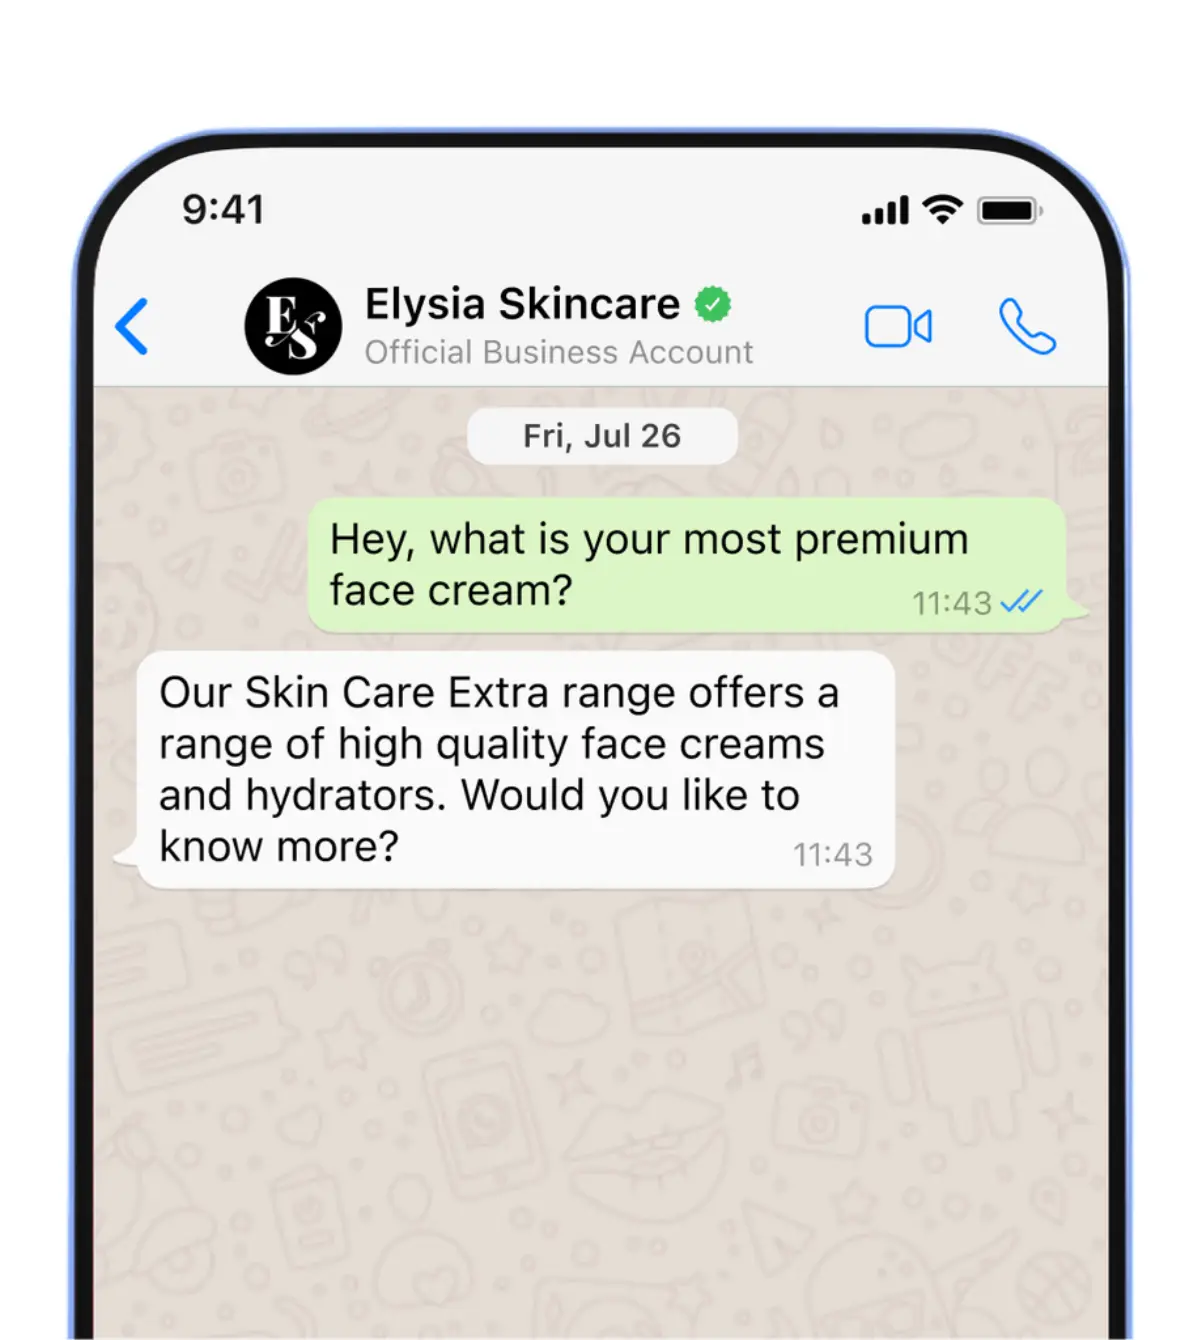 9:41
ES
Elysia Skincare
Official Business Account
Fri, Jul 26
Hey, what is your most premium
face cream?
11:43
Our Skin Care Extra range offers a
range of high quality face creams
and hydrators. Would you like to
know more?
11:43